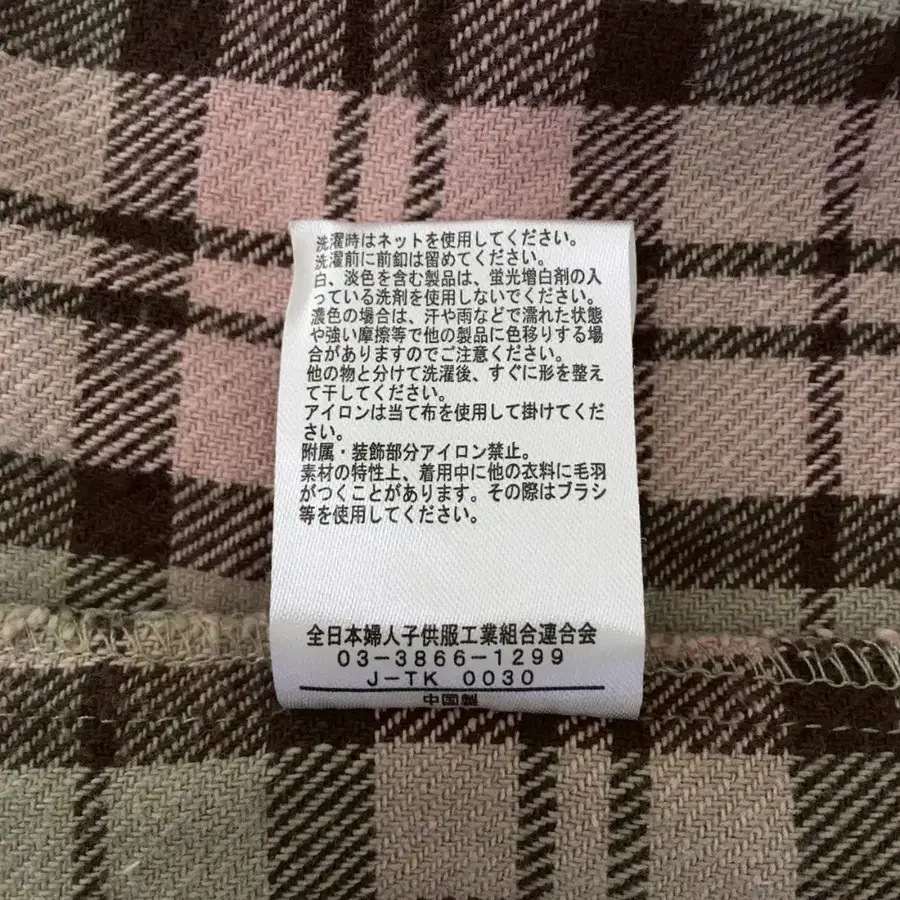 洗濯時はネットを使用してください。
洗濯前に前釦は留めてください。
白、淡色を含む製品は、蛍光増白剤の入
っている洗剤を使用しないでください。
濃色の場合は、汗や雨などで濡れた状態
や強い摩擦等で他の製品に色移りする場
合がありますのでご注意ください。
他の物と分けて洗濯後、すぐに形を整え
て干してください。
アイロンは当て布を使用して掛けてくだ
さい。
附属・装飾部分アイロン禁止。
素材の特性上、着用中に他の衣料に毛羽
がつくことがあります。その際はブラシ
等を使用してください。
全日本婦人子供服工業組合連合会
03-3866-1299
J-TK 0030
中国製